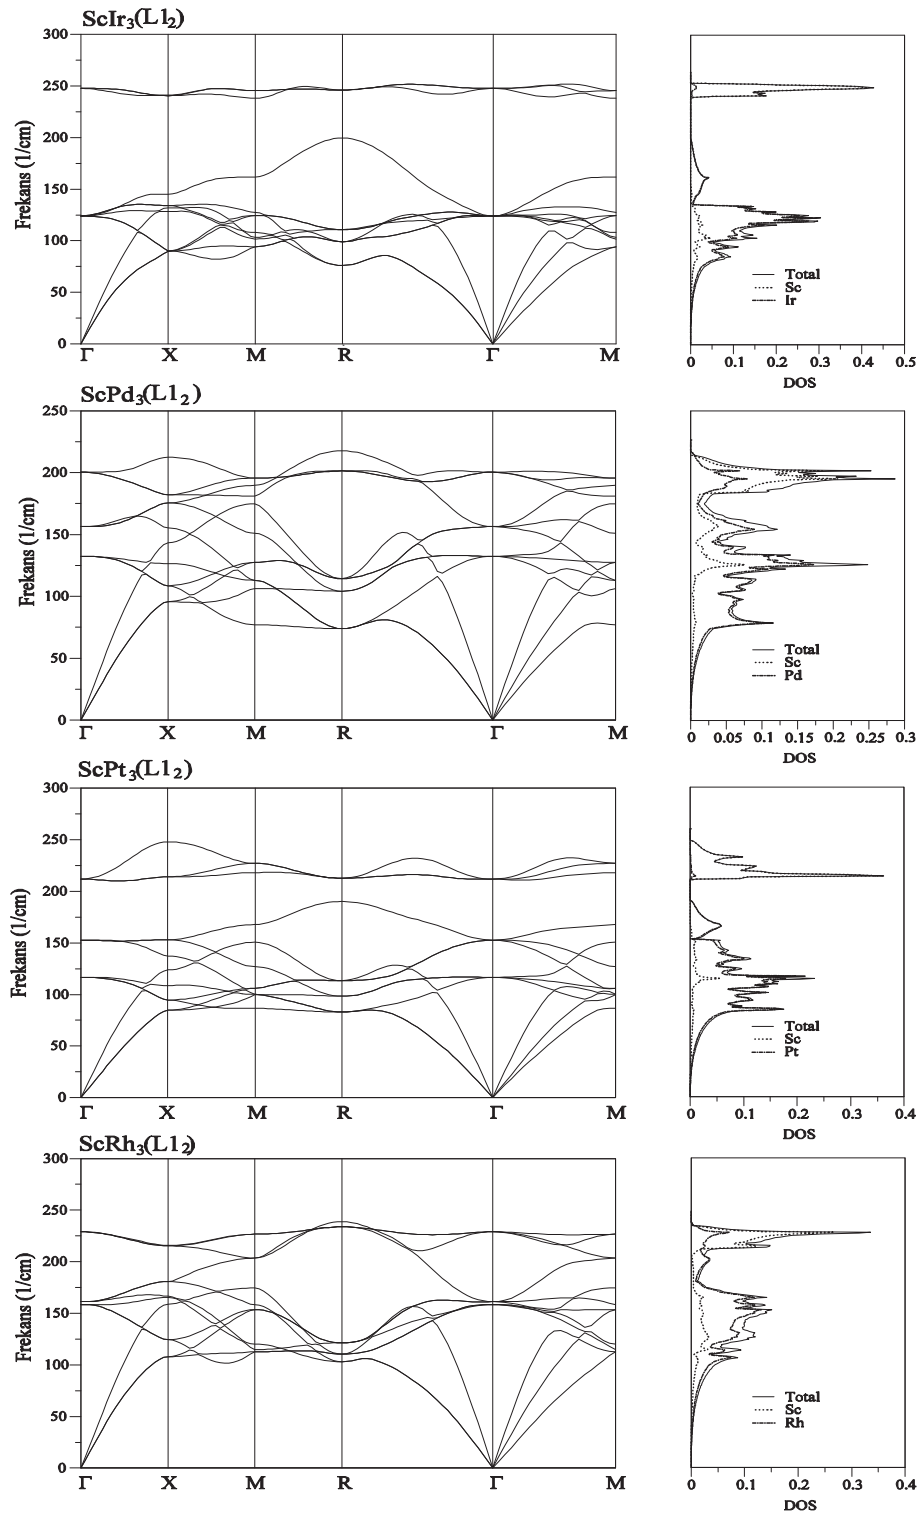 ScIr3(L12)
300
250
200
150
100
50
0
Frekans (1/cm)
Γ X M R Γ M
Total
Sc
Ir
0 0.1 0.2 0.3 0.4 0.5
DOS
ScPd3(L12)
250
200
150
100
50
0
Frekans (1/cm)
Γ X M R Γ M
Total
Sc
Pd
0 0.05 0.1 0.15 0.2 0.25 0.3
DOS
ScPt3(L12)
300
250
200
150
100
50
0
Frekans (1/cm)
Γ X M R Γ M
Total
Sc
Pt
0 0.1 0.2 0.3 0.4
DOS
ScRh3(L12)
300
250
200
150
100
50
0
Frekans (1/cm)
Γ X M R Γ M
Total
Sc
Rh
0 0.1 0.2 0.3 0.4 0.5
DOS